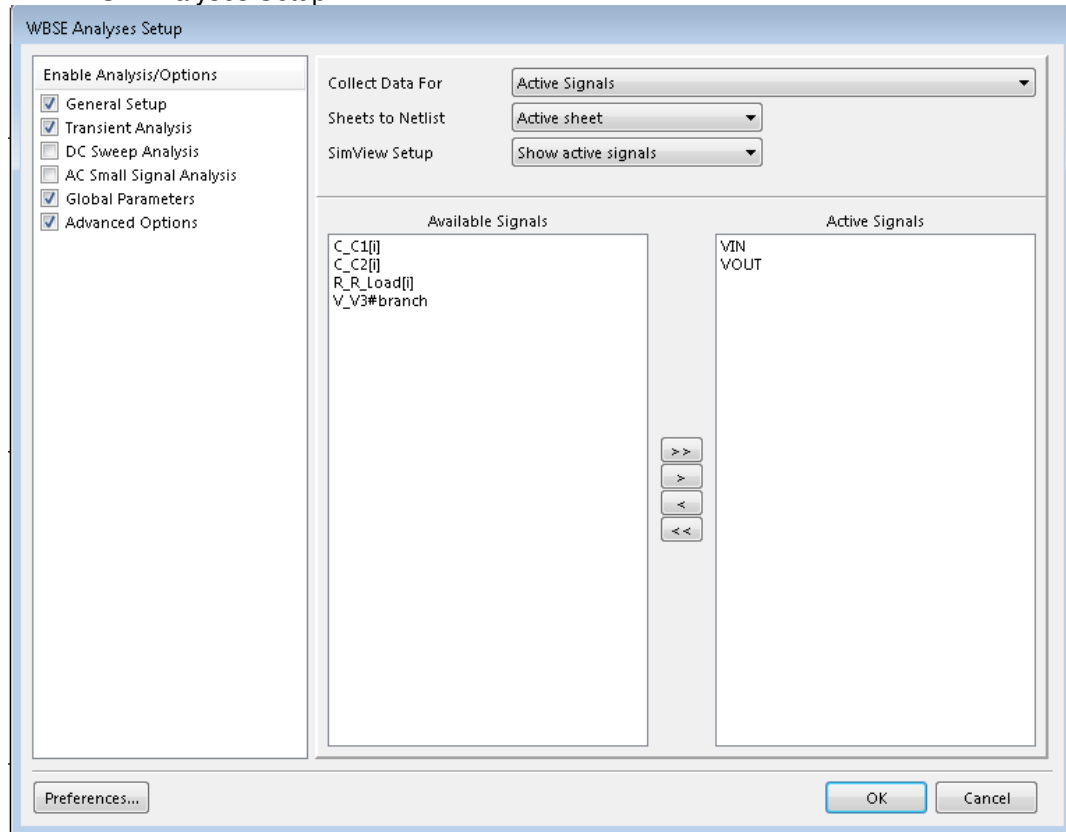 WBSE Analyses Setup
Enable Analysis/Options
General Setup
Transient Analysis
DC Sweep Analysis
AC Small Signal Analysis
Global Parameters
Advanced Options
Collect Data For
Active Signals
Sheets to Netlist
Active sheet
SimView Setup
Show active signals
Available Signals
C_C1[i]
C_C2[i]
R_R_Load[i]
V_V3#branch
>>
>
<
<<
Active Signals
VIN
VOUT
Preferences...
OK
Cancel